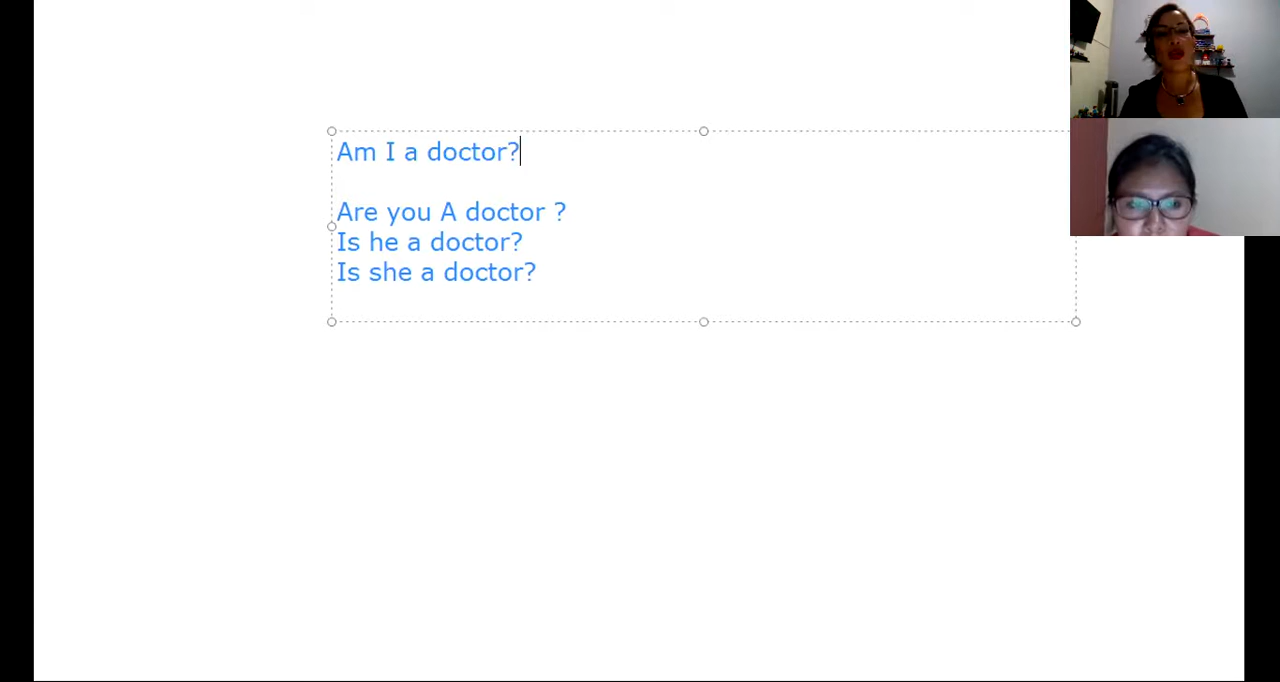 Am I a doctor?
Are you A doctor ?
Is he a doctor?
Is she a doctor?